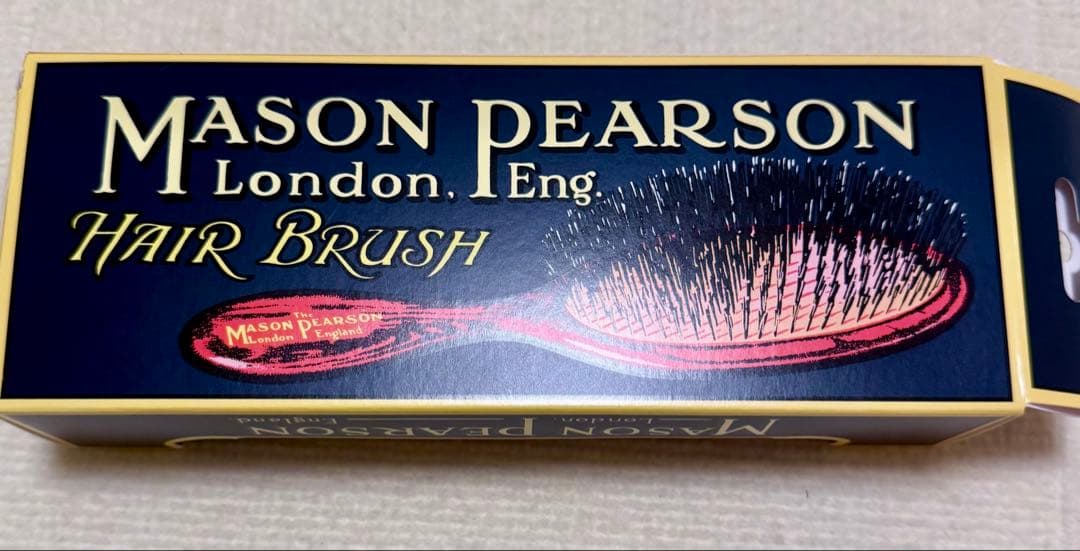 MASON PEARSON
London, Eng.
HAIR BRUSH
The
MASON PEARSON
London England
MASON PEARSON
London, England